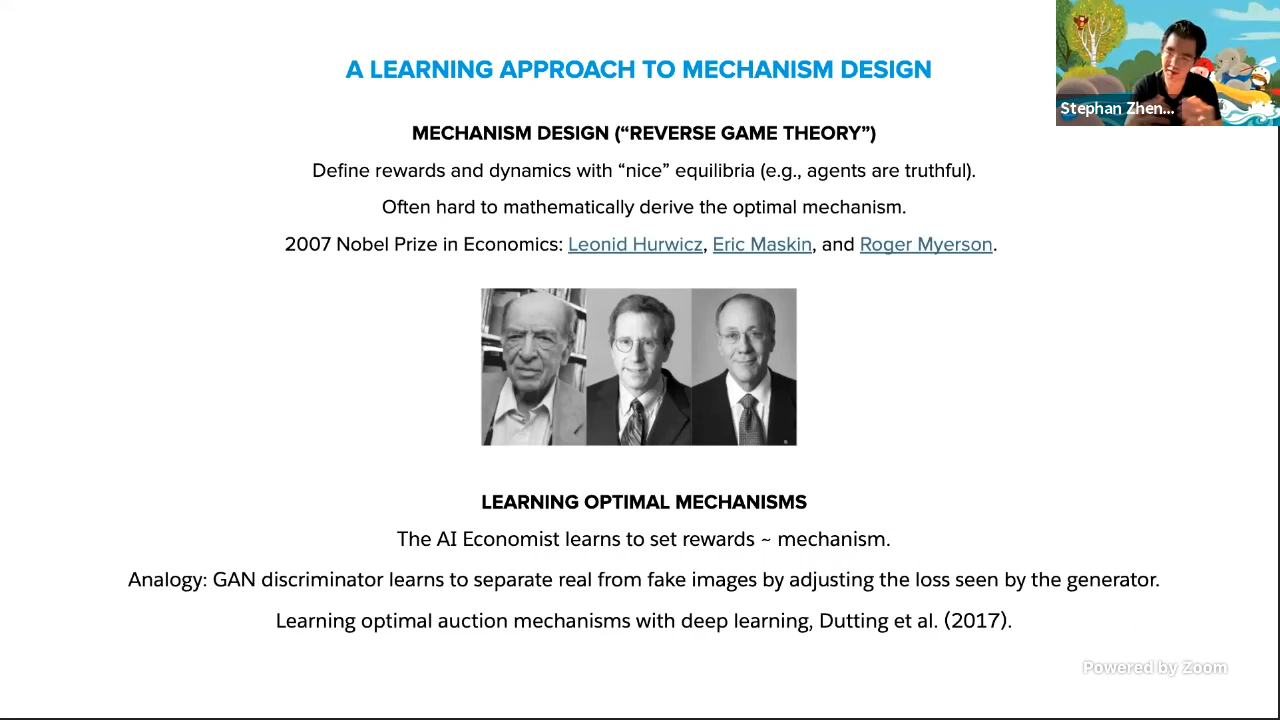 A LEARNING APPROACH TO MECHANISM DESIGN
Stephan Zhen...
MECHANISM DESIGN (“REVERSE GAME THEORY”)
Define rewards and dynamics with “nice” equilibria (e.g., agents are truthful).
Often hard to mathematically derive the optimal mechanism.
2007 Nobel Prize in Economics: Leonid Hurwicz, Eric Maskin, and Roger Myerson.
LEARNING OPTIMAL MECHANISMS
The AI Economist learns to set rewards ~ mechanism.
Analogy: GAN discriminator learns to separate real from fake images by adjusting the loss seen by the generator.
Learning optimal auction mechanisms with deep learning, Dutting et al. (2017).
Powered by Zoom